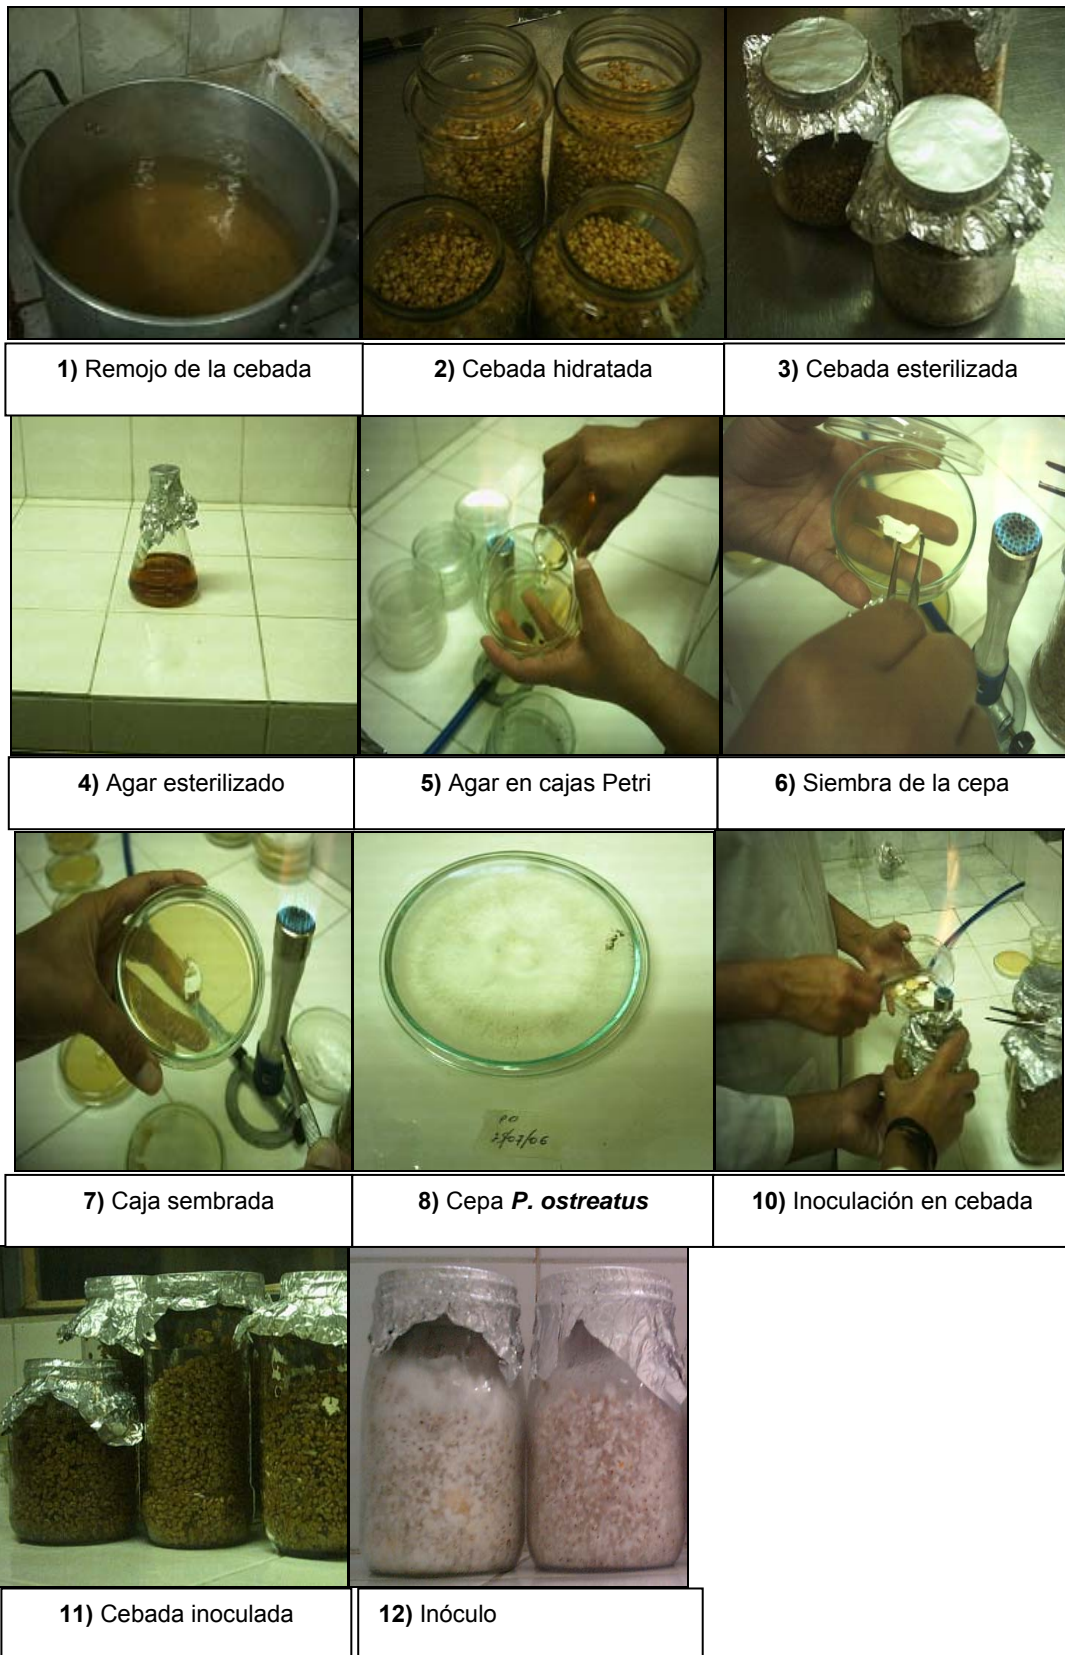 1) Remojo de la cebada
2) Cebada hidratada
3) Cebada esterilizada
4) Agar esterilizado
5) Agar en cajas Petri
6) Siembra de la cepa
7) Caja sembrada
PO
8) Cepa P. ostreatus
10) Inoculación en cebada
11) Cebada inoculada
12) Inóculo